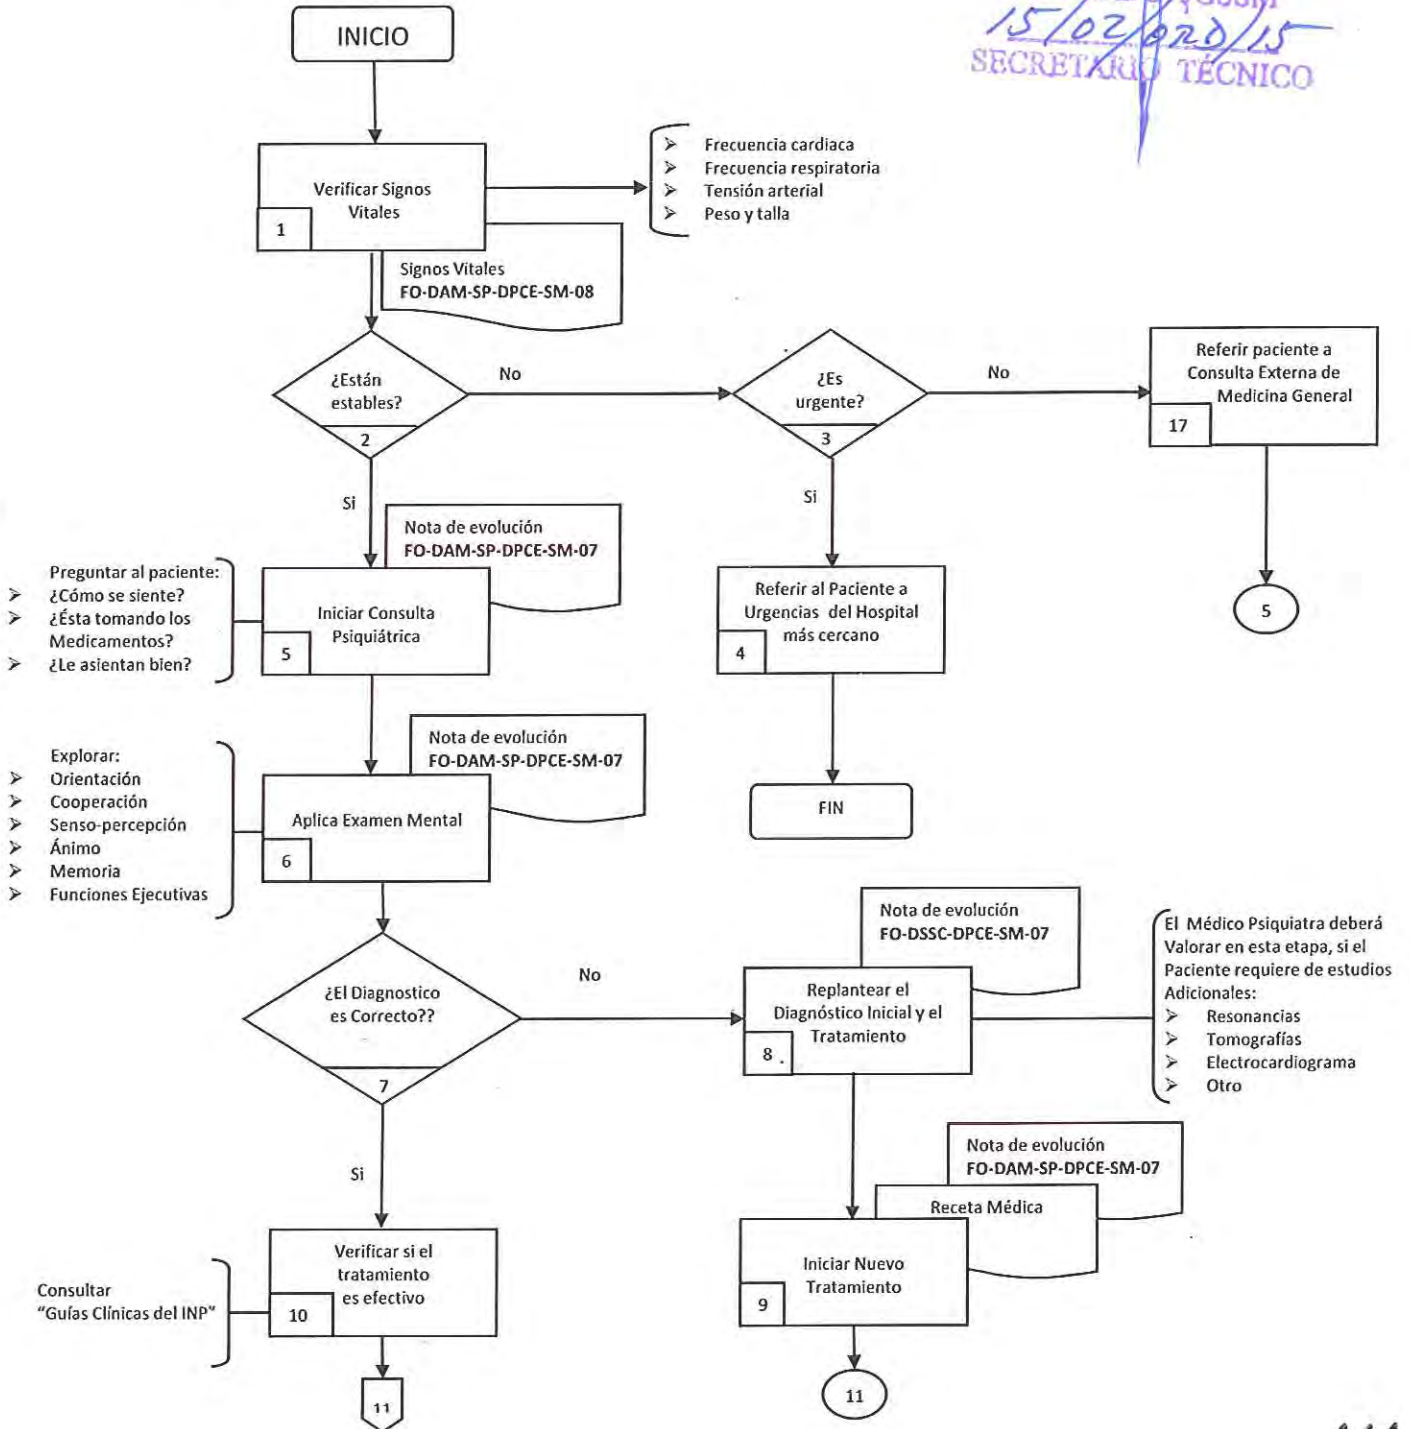 15/02/ORD/15
SECRETARIO TÉCNICO
INICIO
Verificar Signos
Vitales
1
➢ Frecuencia cardiaca
➢ Frecuencia respiratoria
➢ Tensión arterial
➢ Peso y talla
Signos Vitales
FO-DAM-SP-DPCE-SM-08
¿Están
estables?
2
No
¿Es
urgente?
3
No
Referir paciente a
Consulta Externa de
Medicina General
17
5
Si
Si
Nota de evolución
FO-DAM-SP-DPCE-SM-07
Preguntar al paciente:
➢ ¿Cómo se siente?
➢ ¿Ésta tomando los
Medicamentos?
➢ ¿Le asientan bien?
Iniciar Consulta
Psiquiátrica
5
Referir al Paciente a
Urgencias del Hospital
más cercano
4
FIN
Nota de evolución
FO-DAM-SP-DPCE-SM-07
Explorar:
➢ Orientación
➢ Cooperación
➢ Senso-percepción
➢ Ánimo
➢ Memoria
➢ Funciones Ejecutivas
Aplica Examen Mental
6
¿El Diagnostico
es Correcto??
7
No
Nota de evolución
FO-DSSC-DPCE-SM-07
Replantear el
Diagnóstico Inicial y el
Tratamiento
8
El Médico Psiquiatra deberá
Valorar en esta etapa, si el
Paciente requiere de estudios
Adicionales:
➢ Resonancias
➢ Tomografías
➢ Electrocardiograma
➢ Otro
Si
Nota de evolución
FO-DAM-SP-DPCE-SM-07
Receta Médica
Iniciar Nuevo
Tratamiento
9
11
Consultar
"Guías Clínicas del INP"
Verificar si el
tratamiento
es efectivo
10
11